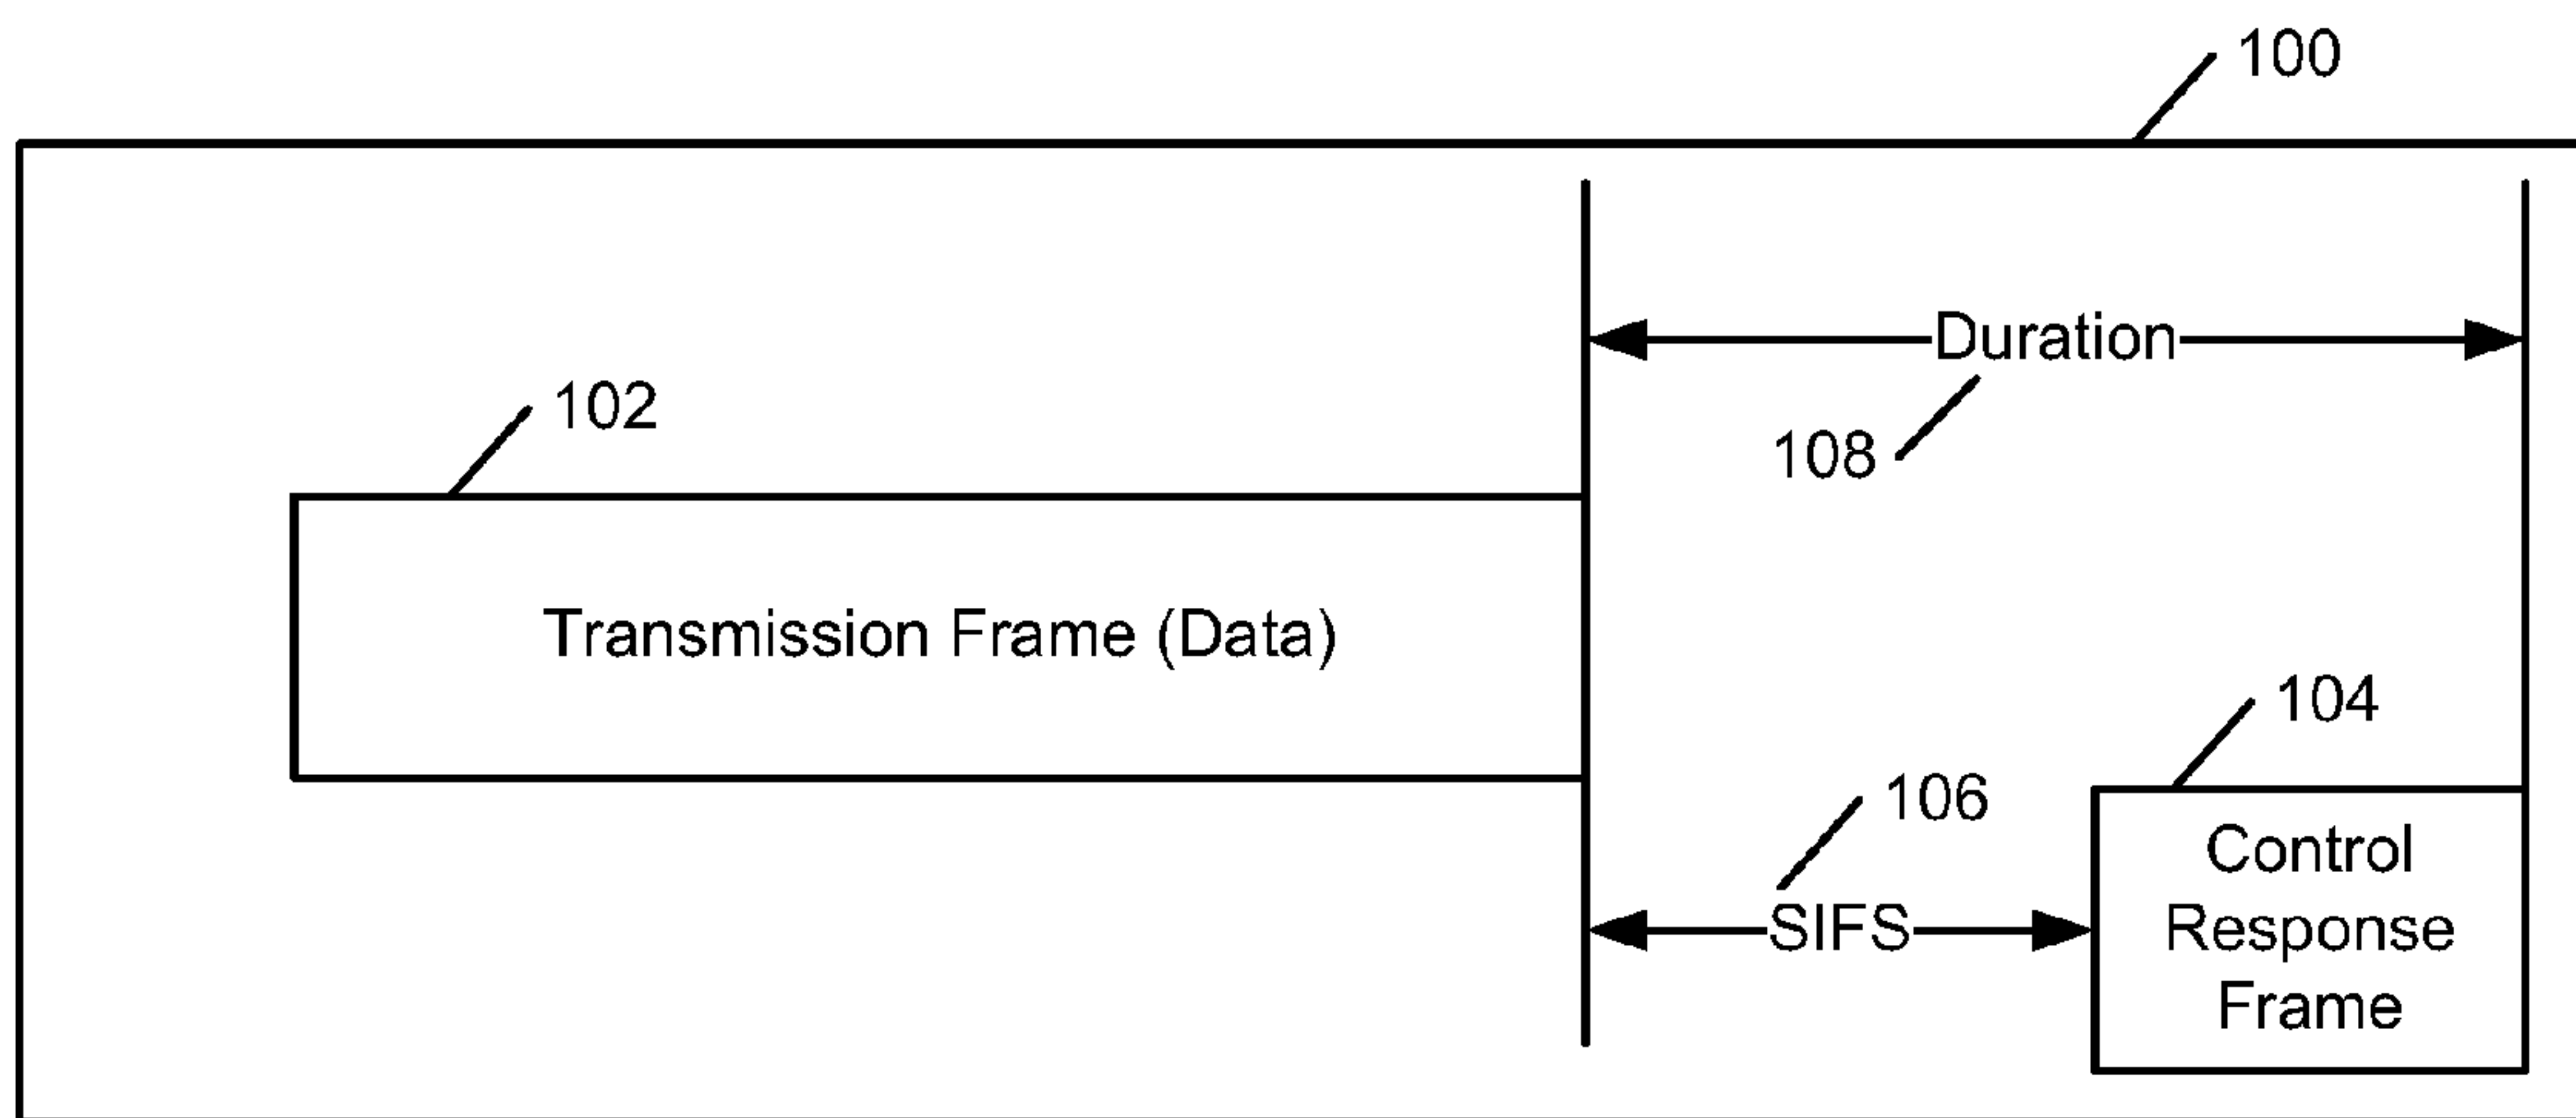 100
Duration
102
108
Transmission Frame (Data)
104
106
Control
SIFS
Response
Frame